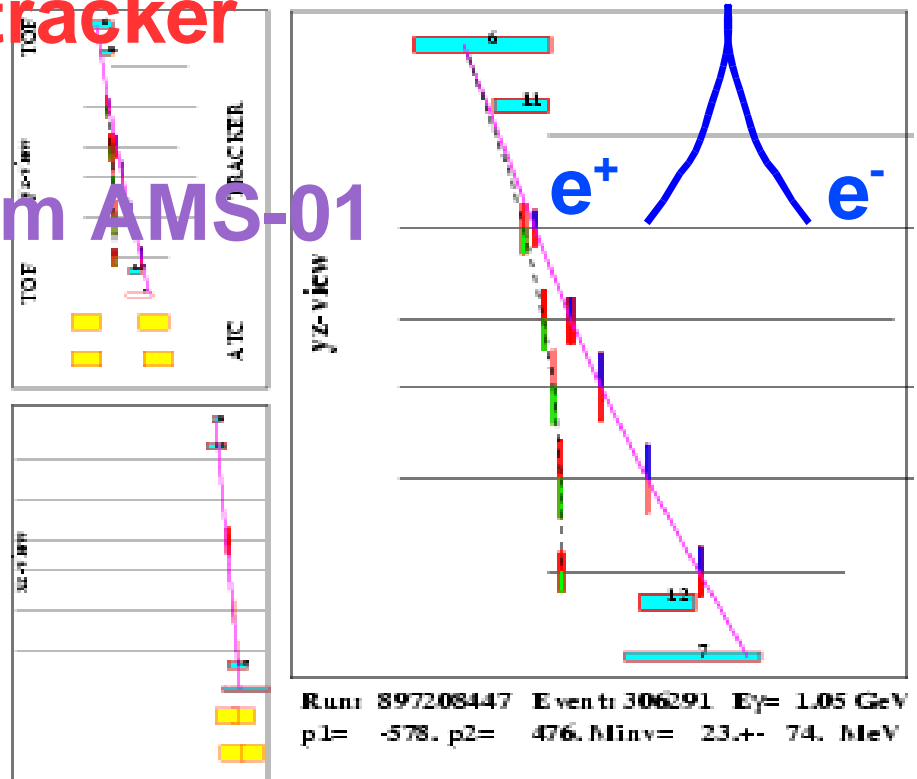 tracker
TOF
TRACKER
m AMS-01
TOF
ATC
6
11
e+
e-
yz-view
12
7
Run: 897208447 Event: 306291 Eγ= 1.05 GeV
p1= -578. p2= 476. Minv= 23.+- 74. MeV